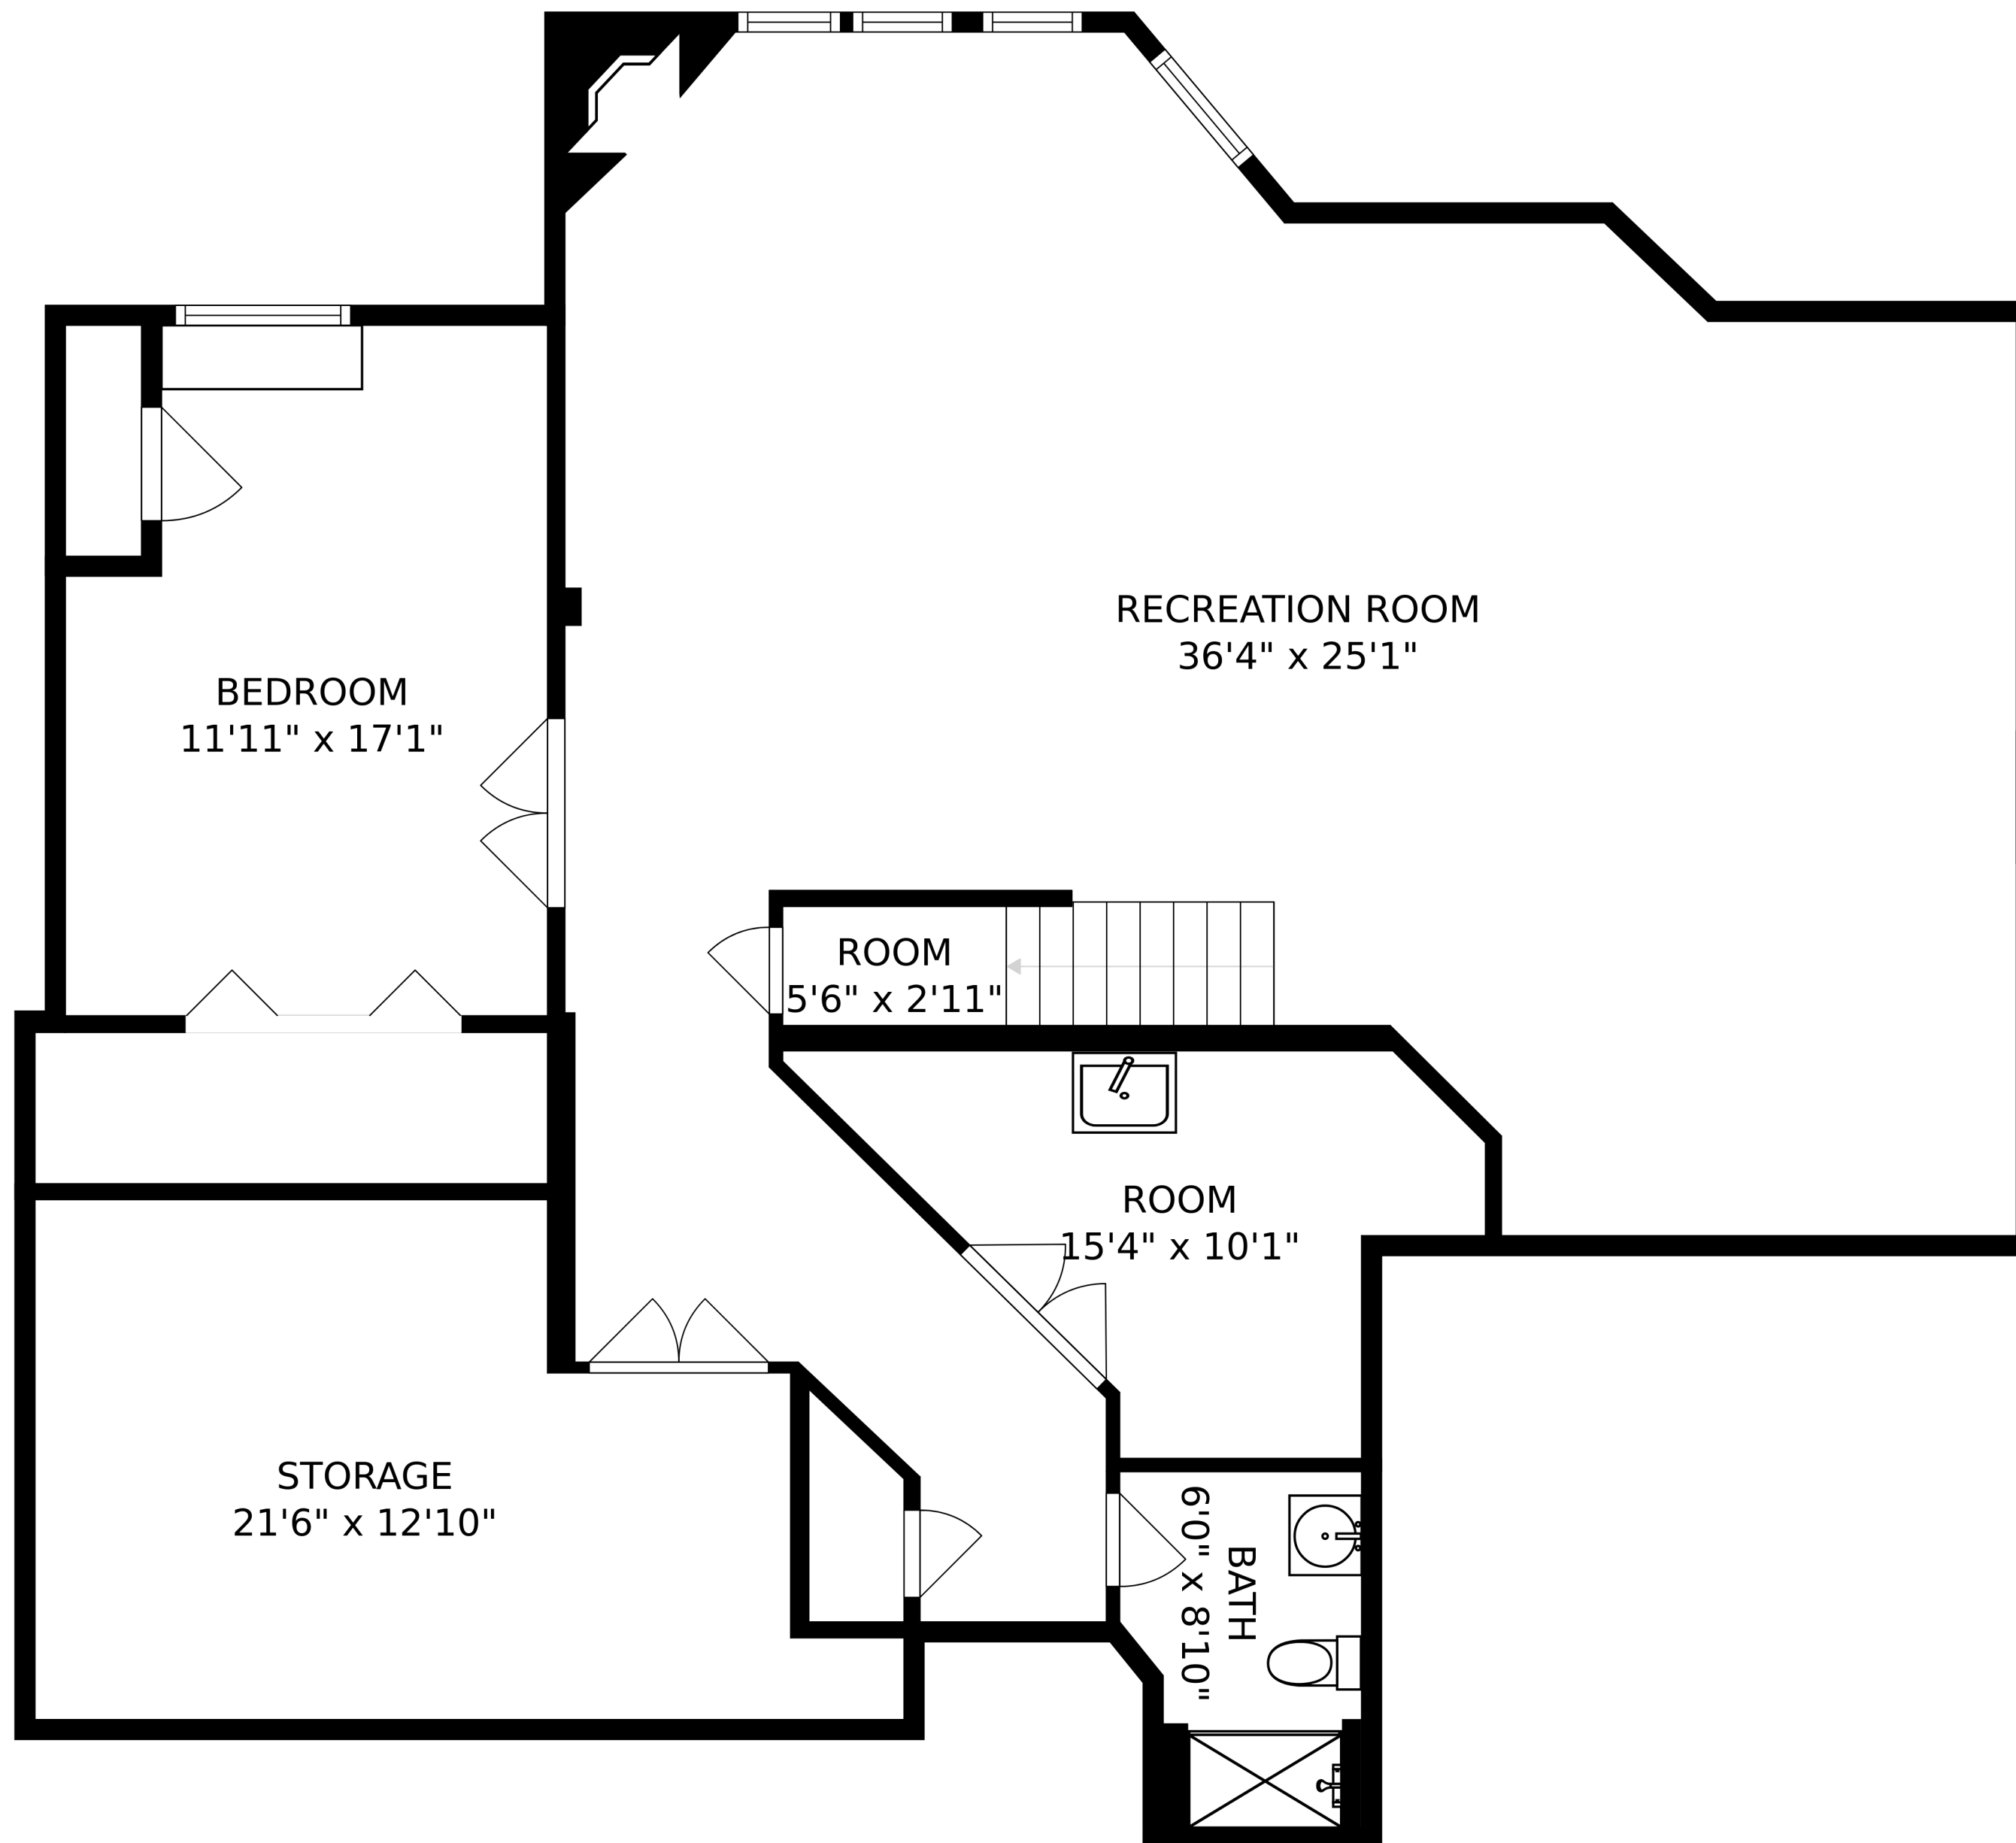 RECREATION ROOM
36'4" x 25'1"
BEDROOM
11'11" x 17'1"
ROOM
5'6" x 2'11"
ROOM
15'4" x 10'1"
STORAGE
21'6" x 12'10"
BATH
6'0" x 8'10"